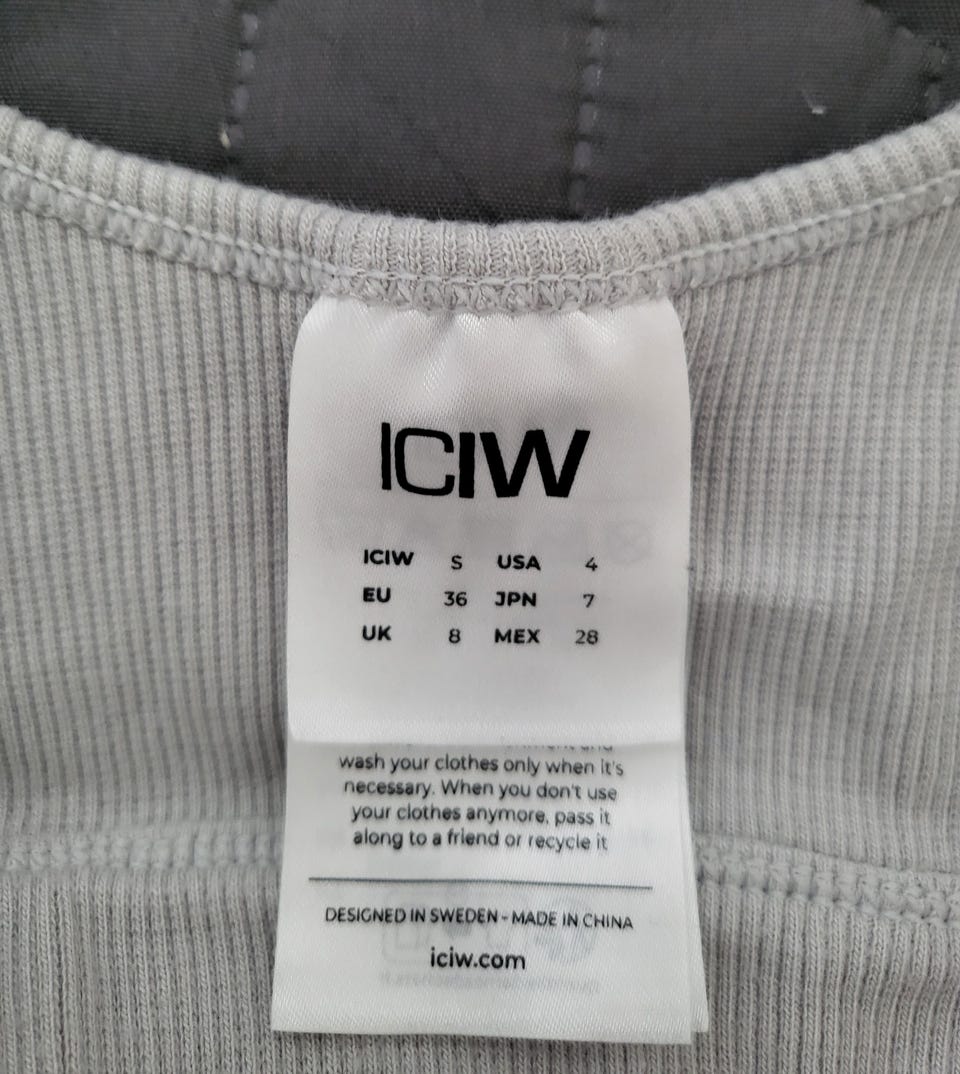 ICIW
ICIW S USA 4
EU 36 JPN 7
UK 8 MEX 28
and
wash your clothes only when it's
necessary. When you don't use
your clothes anymore, pass it
along to a friend or recycle it
DESIGNED IN SWEDEN - MADE IN CHINA
iciw.com